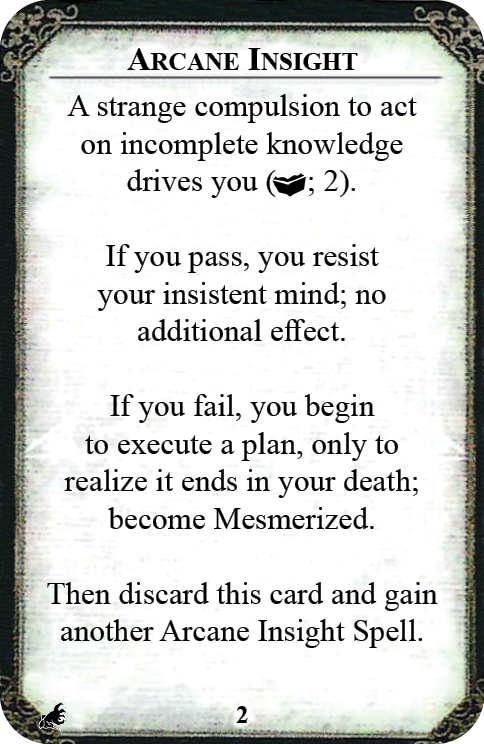 ARCANE INSIGHT
A strange compulsion to act
on incomplete knowledge
drives you (; 2).
If you pass, you resist
your insistent mind; no
additional effect.
If you fail, you begin
to execute a plan, only to
realize it ends in your death;
become Mesmerized.
Then discard this card and gain
another Arcane Insight Spell.
2